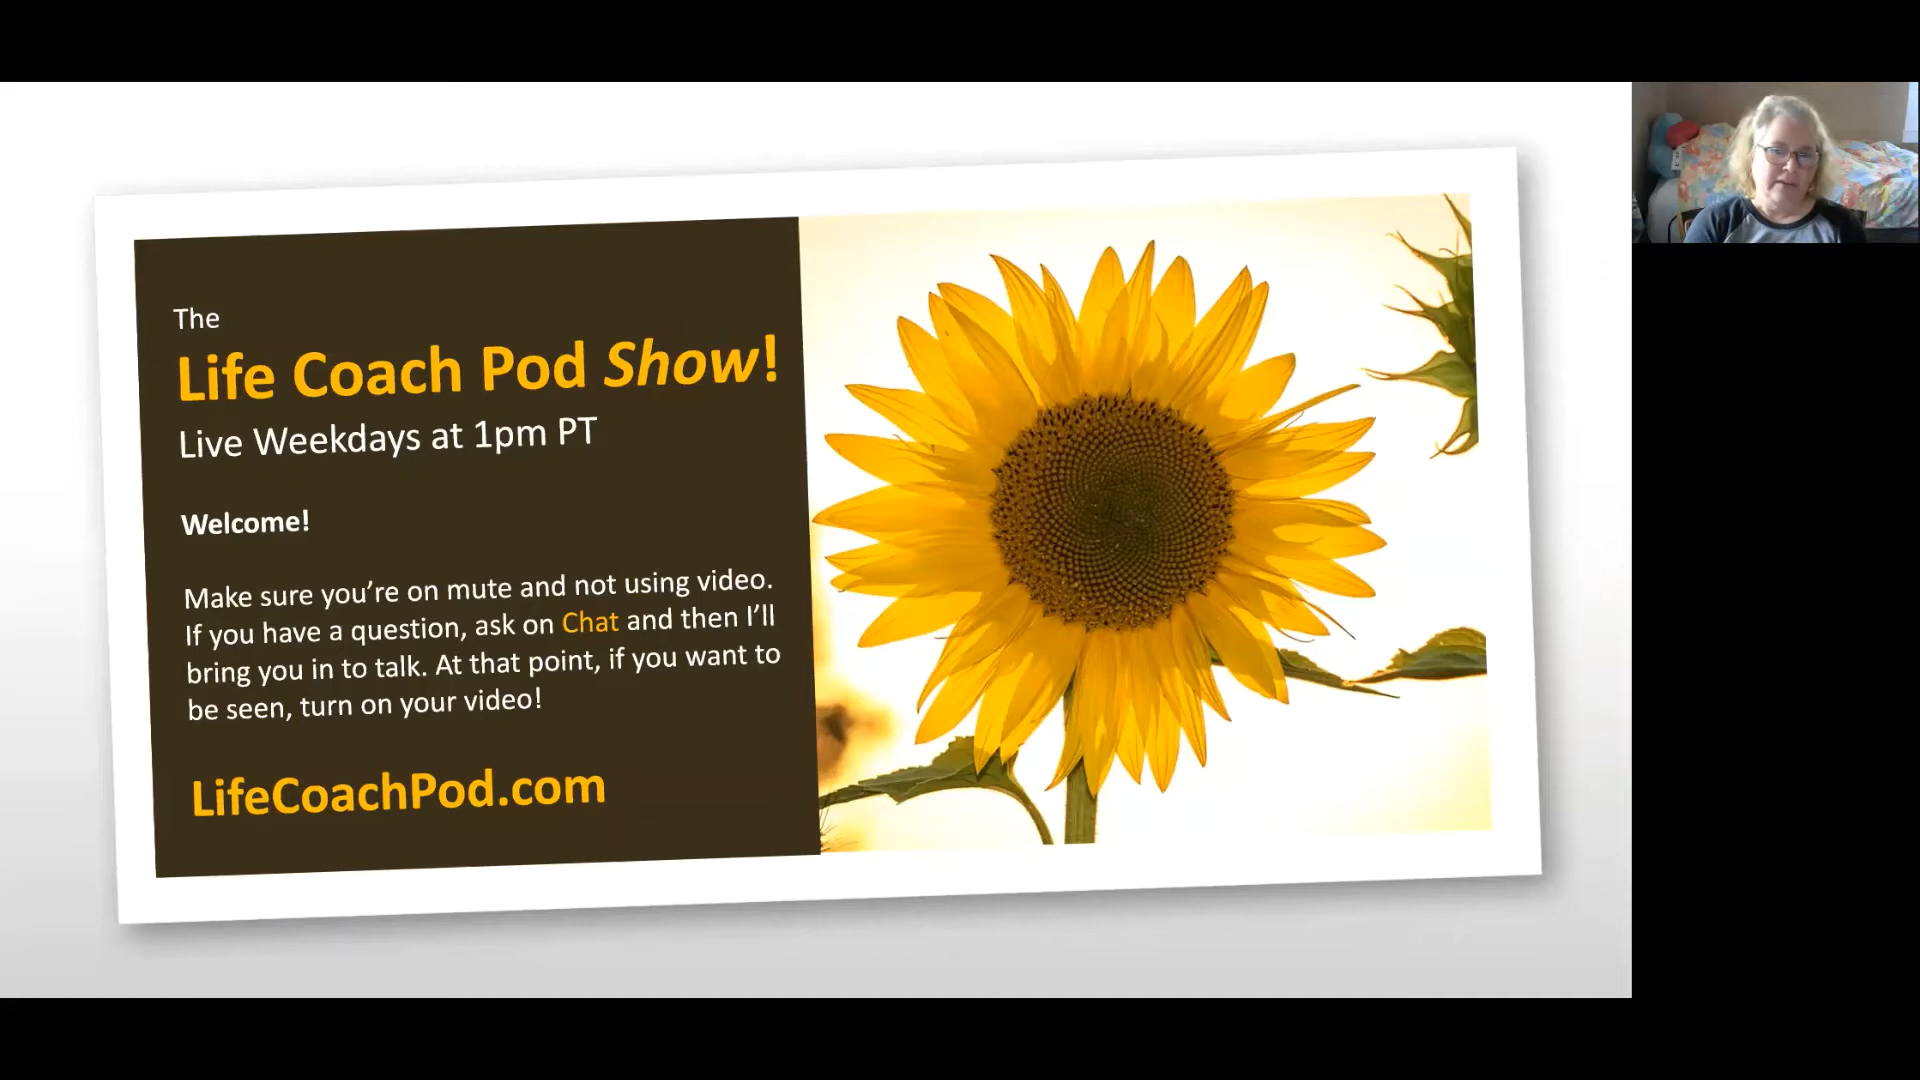 The
Life Coach Pod Show!
Live Weekdays at 1pm PT
Welcome!
Make sure you’re on mute and not using video.
If you have a question, ask on Chat and then I’ll
bring you in to talk. At that point, if you want to
be seen, turn on your video!
LifeCoachPod.com